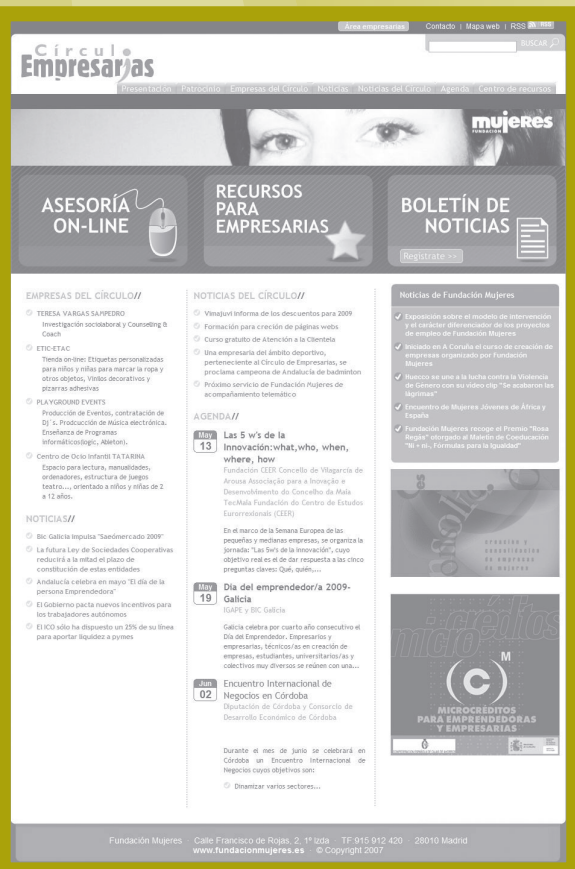 Área empresarias
Contacto | Mapa web | RSS RSS
BUSCAR
Círculo
Empresarias
Presentación Patrocinio Empresas del Círculo Noticias Noticias del Círculo Agenda Centro de recursos
FUNDACIÓN mujeRes
ASESORÍA
ON-LINE
RECURSOS
PARA
EMPRESARIAS
BOLETÍN DE
NOTICIAS
Regístrate >>
EMPRESAS DEL CÍRCULO//
TERESA VARGAS SAMPEDRO
Investigación sociolaboral y Counselling &
Coach
ETIC-ETAC
Tienda on-line: Etiquetas personalizadas
para niños y niñas para marcar la ropa y
otros objetos, Vinilos decorativos y
pizarras adhesivas
PLAYGROUND EVENTS
Producción de Eventos, contratación de
Dj´s. Prodcucción de Música electrónica.
Enseñanza de Programas
informáticos(logic, Ableton).
Centro de Ocio Infantil TATARINA
Espacio para lectura, manualidades,
ordenadores, estructura de juegos
teatro..., orientado a niños y niñas de 2
a 12 años.
NOTICIAS//
Bic Galicia impulsa "Saeómercado 2009"
La futura Ley de Sociedades Cooperativas
reducirá a la mitad el plazo de
constitución de estas entidades
Andalucía celebra en mayo "El día de la
persona Emprendedora"
El Gobierno pacta nuevos incentivos para
los trabajadores autónomos
El ICO sólo ha dispuesto un 25% de su línea
para aportar liquidez a pymes
NOTICIAS DEL CÍRCULO//
Vimajuvi informa de los descuentos para 2009
Formación para creción de páginas webs
Curso gratuito de Atención a la Clientela
Una empresaria del ámbito deportivo,
perteneciente al Círculo de Empresarias, se
proclama campeona de Andalucía de badminton
Próximo servicio de Fundación Mujeres de
acompañamiento telemático
AGENDA//
May
13
Las 5 w's de la
Innovación:what,who, when,
where, how
Fundación CEER Concello de Vilagarcía de
Arousa Associação para a Inovação e
Desenvolvimento do Concelho da Maia
TecMaia Fundación do Centro de Estudos
Eurorrexionais (CEER)
En el marco de la Semana Europea de las
pequeñas y medianas empresas, se organiza la
jornada: "Las 5w's de la innovación", cuyo
objetivo real es el de dar respuesta a las cinco
preguntas claves: Qué, quién,...
May
19
Día del emprendedor/a 2009-
Galicia
IGAPE y BIC Galicia
Galicia celebra por cuarto año consecutivo el
Día del Emprendedor. Empresarios y
empresarias, técnicos/as en creación de
empresas, estudiantes, universitarios/as y
colectivos muy diversos se reúnen con una...
Jun
02
Encuentro Internacional de
Negocios en Córdoba
Diputación de Córdoba y Consorcio de
Desarrollo Económico de Córdoba
Durante el mes de junio se celebrará en
Córdoba un Encuentro Internacional de
Negocios cuyos objetivos son:
Dinamizar varios sectores...
Noticias de Fundación Mujeres
Exposición sobre el modelo de intervención
y el carácter diferenciador de los proyectos
de empleo de Fundación Mujeres
Iniciado en A Coruña el curso de creación de
empresas organizado por Fundación
Mujeres
Huecco se une a la lucha contra la Violencia
de Género con su video clip "Se acabaron las
lágrimas"
Encuentro de Mujeres Jóvenes de África y
España
Fundación Mujeres recoge el Premio "Rosa
Regás" otorgado al Maletín de Coeducación
"Ni + ni-, Fórmulas para la Igualdad"
creación y
consolidación
de empresas
de mujeres
microcréditos
(C)M
MICROCRÉDITOS
PARA EMPRENDEDORAS
Y EMPRESARIAS
Fundación Mujeres · Calle Francisco de Rojas, 2, 1º Izda · TF 915 912 420 · 28010 Madrid
www.fundacionmujeres.es · © Copyright 2007